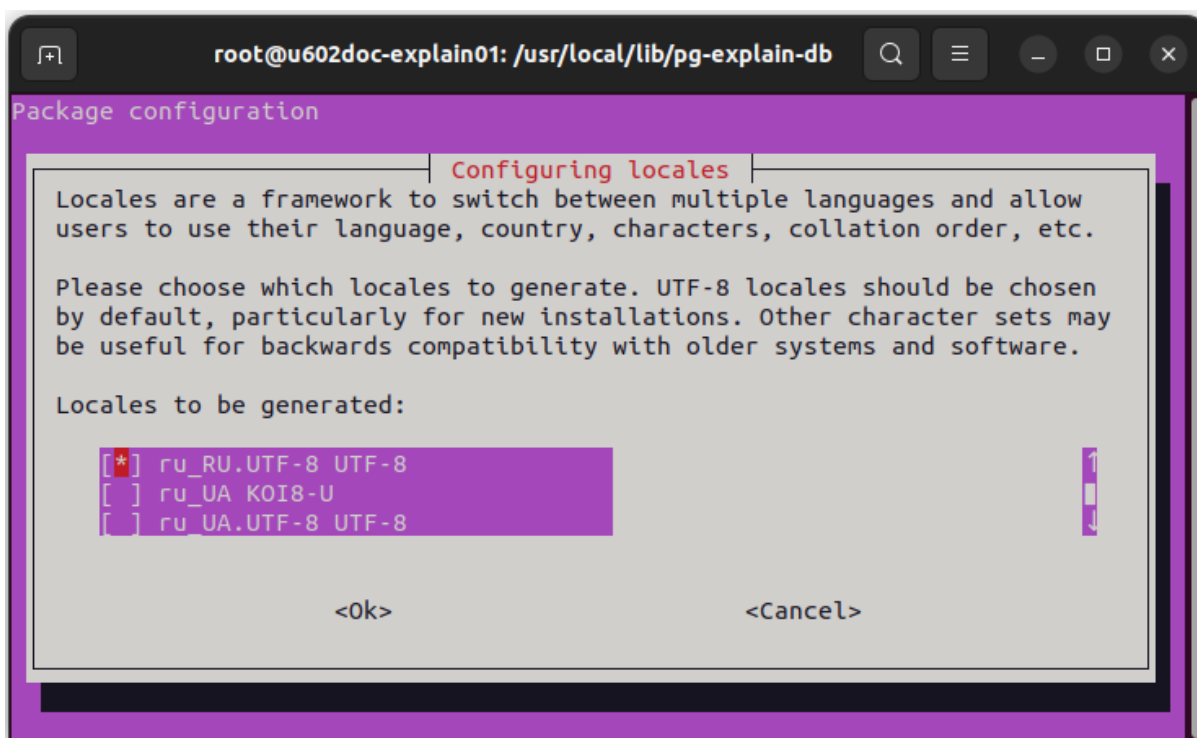 root@u602doc-explain01: /usr/local/lib/pg-explain-db
Package configuration
Configuring locales
Locales are a framework to switch between multiple languages and allow
users to use their language, country, characters, collation order, etc.
Please choose which locales to generate. UTF-8 locales should be chosen
by default, particularly for new installations. Other character sets may
be useful for backwards compatibility with older systems and software.
Locales to be generated:
[*] ru_RU.UTF-8 UTF-8
[ ] ru_UA KOI8-U
[ ] ru_UA.UTF-8 UTF-8
<Ok> <Cancel>